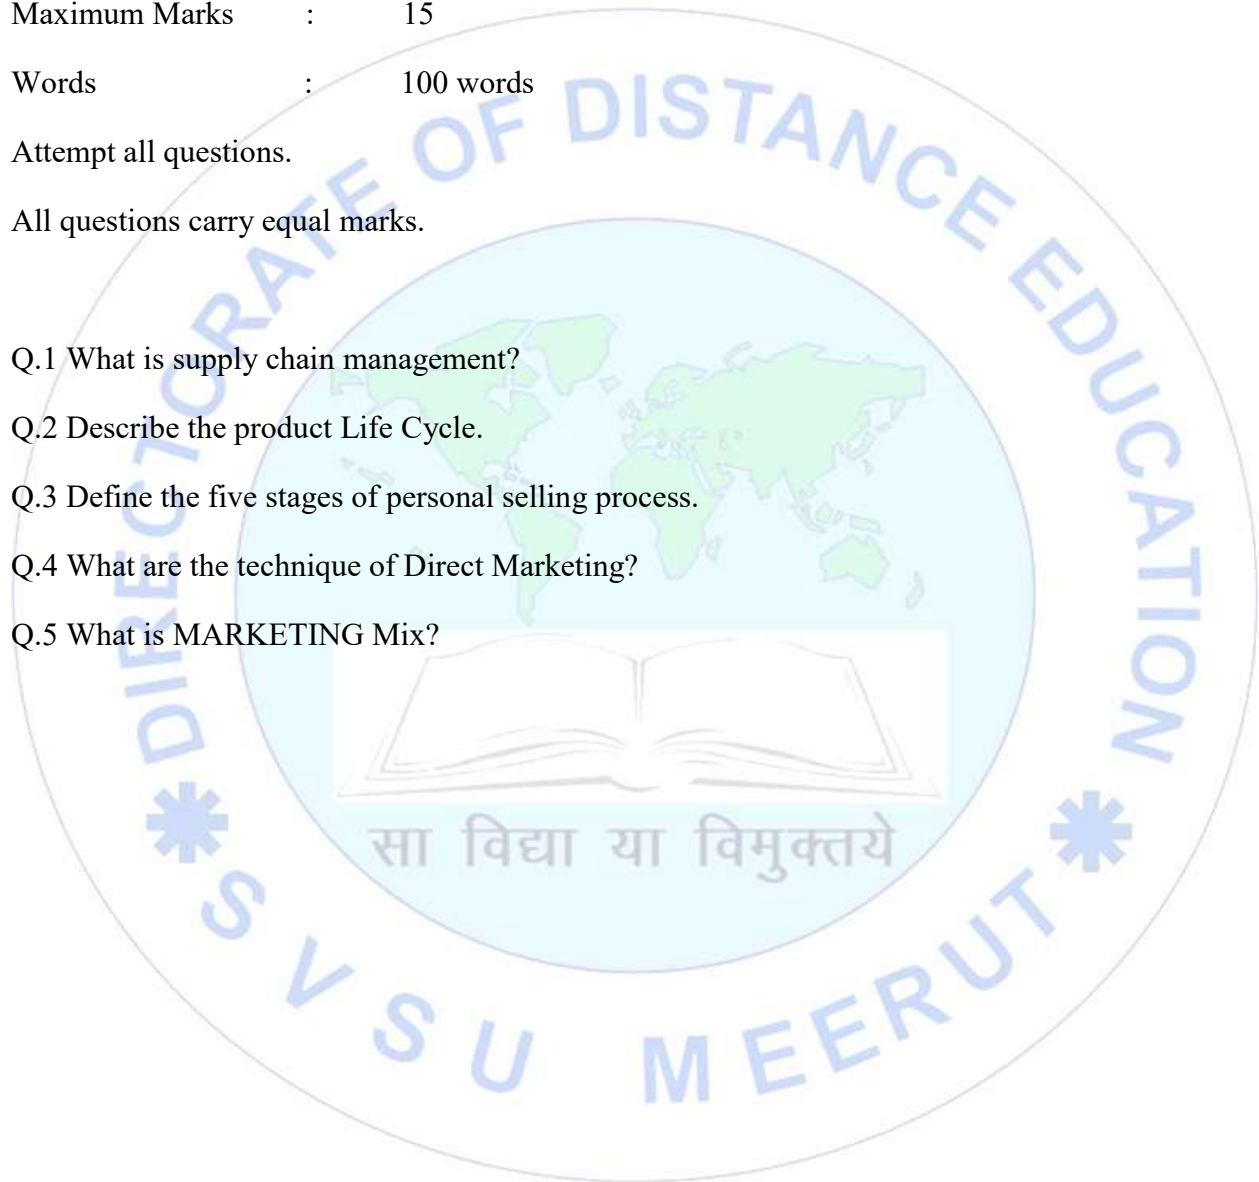 Maximum Marks : 15
Words : 100 words
Attempt all questions.
All questions carry equal marks.
Q.1 What is supply chain management?
Q.2 Describe the product Life Cycle.
Q.3 Define the five stages of personal selling process.
Q.4 What are the technique of Direct Marketing?
Q.5 What is MARKETING Mix?
DIRECTORATE OF DISTANCE EDUCATION
सा विद्या या विमुक्तये
SVSU MEERUT